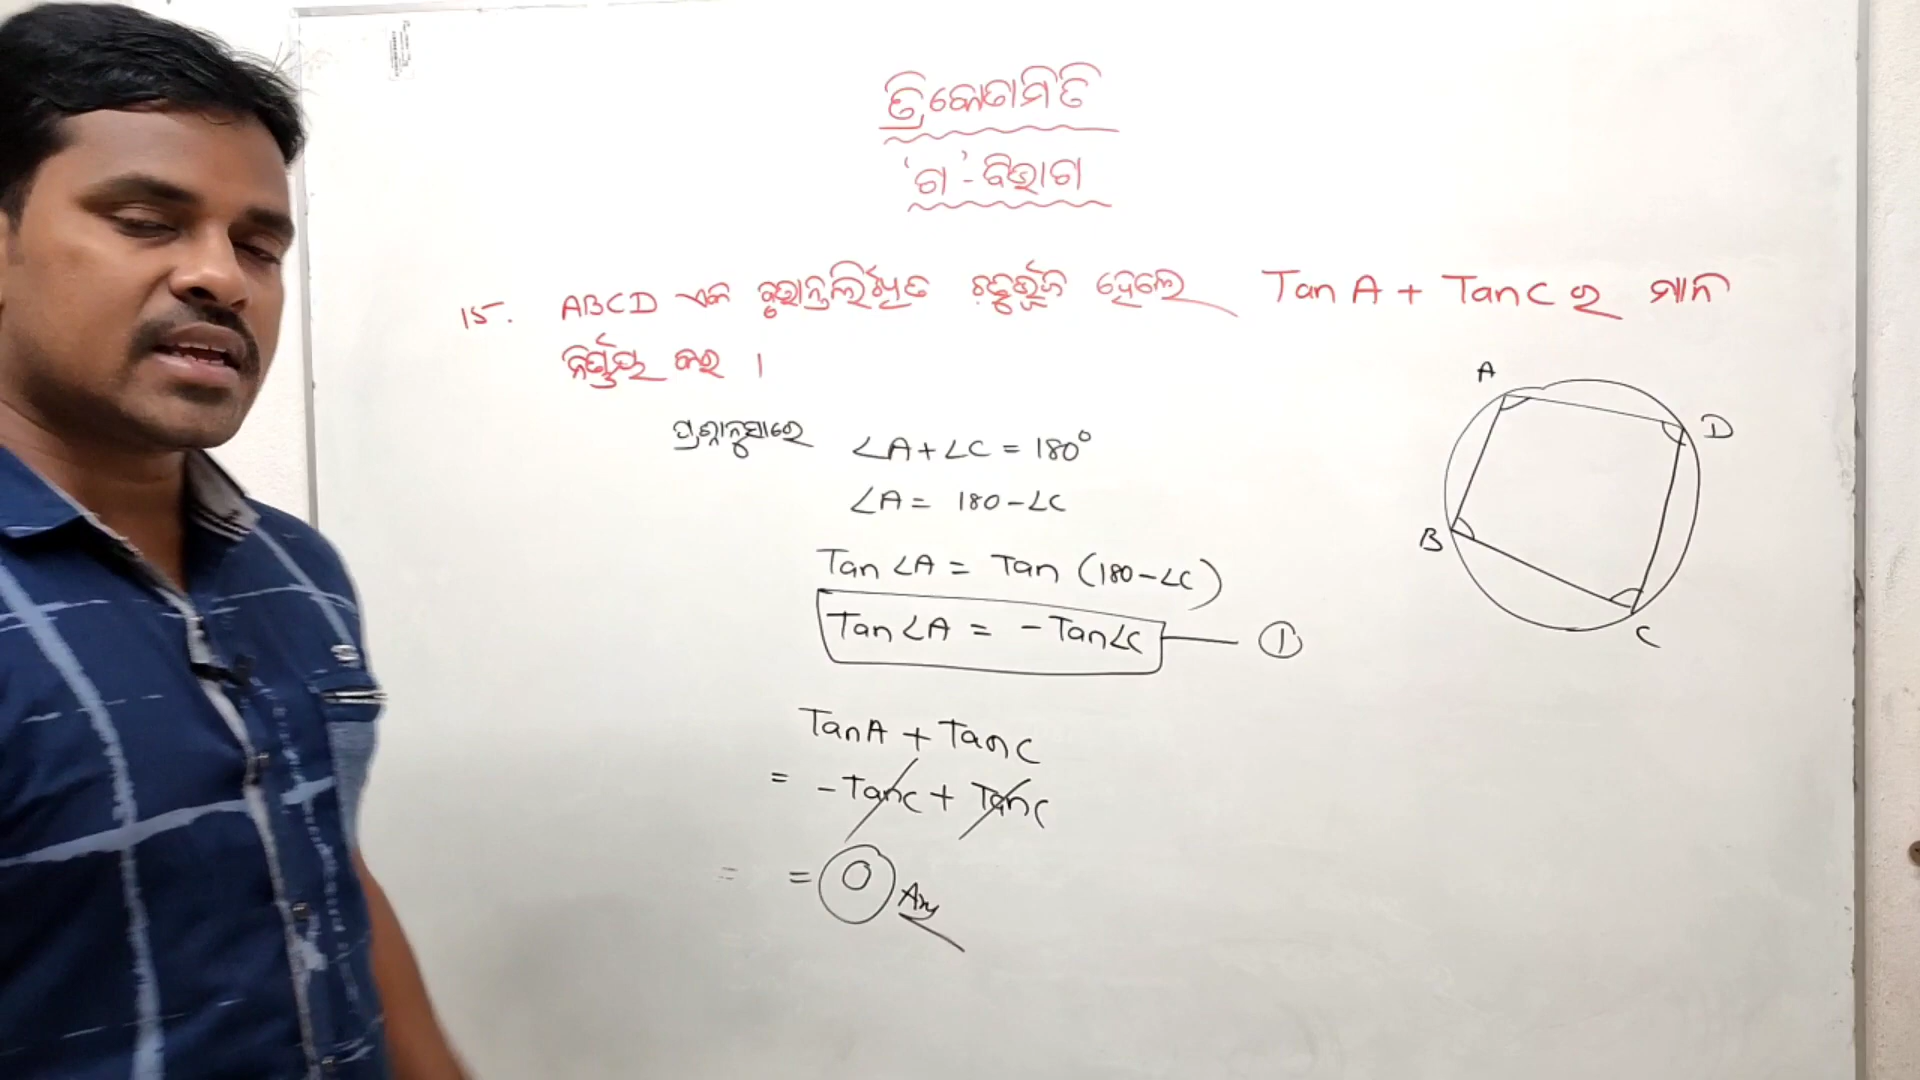 ତ୍ରିକୋଣମିତି
'ଗ'-ବିଭାଗ
15. ABCD ଏକ ବୃତ୍ତାନ୍ତର୍ଲିଖିତ ଚତୁର୍ଭୁଜ ହେଲେ Tan A + Tan C ର ମାନ
ନିର୍ଣ୍ଣୟ କର ।
ପ୍ରଶ୍ନାନୁସାରେ ∠A+∠C = 180°
∠A = 180-∠C
Tan ∠A = Tan (180-∠C)
Tan∠A = -Tan∠C ①
TanA + TanC
= -TanC + TanC
= = 0 Ans
A
D
B
C